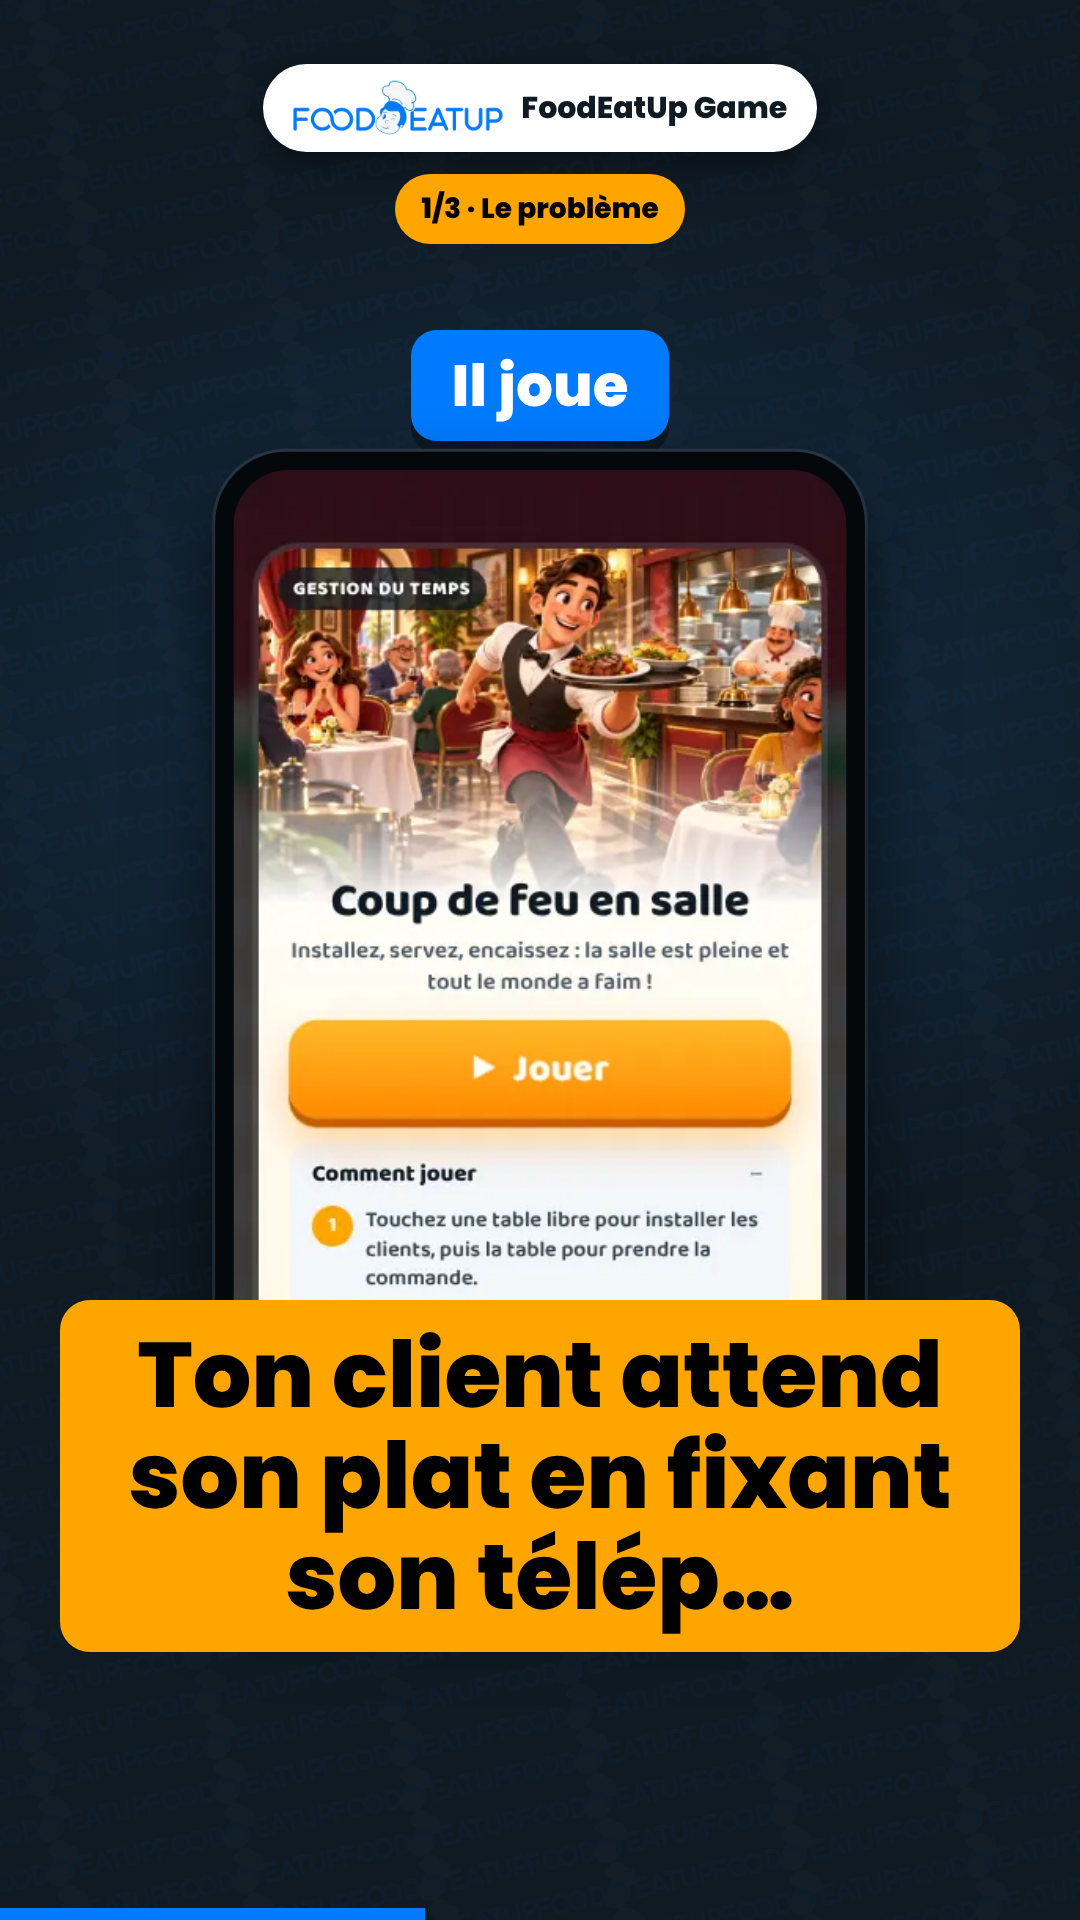 FOODEATUP FoodEatUp Game
1/3 · Le problème
Il joue
GESTION DU TEMPS
Coup de feu en salle
Installez, servez, encaissez : la salle est pleine et
tout le monde a faim !
Jouer
Comment jouer
1 Touchez une table libre pour installer les
clients, puis la table pour prendre la
commande.
Ton client attend
son plat en fixant
son télép...